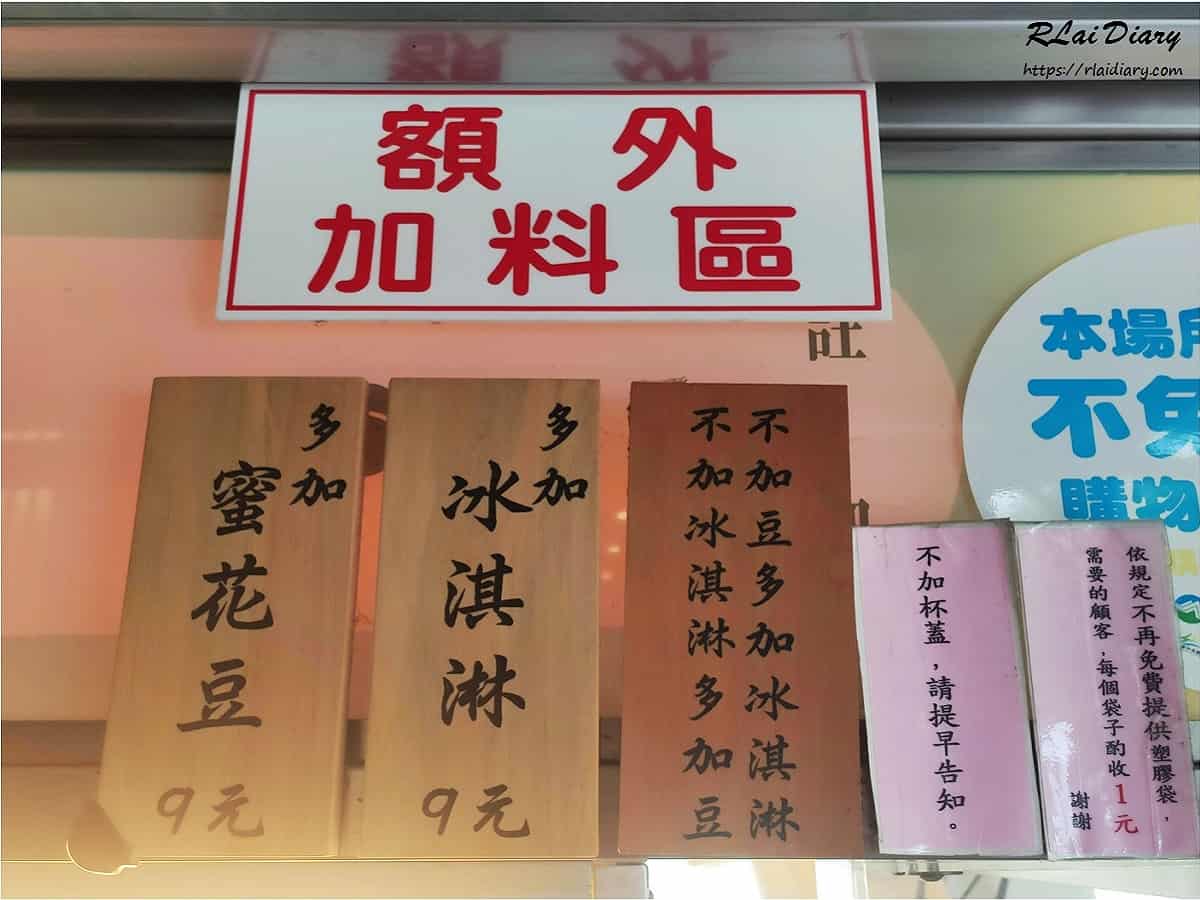 RLai Diary
https://rlaidiary.com
額外
加料區
多加
蜜花豆
9元
多加
冰淇淋
9元
不加豆多加冰淇淋
不加冰淇淋多加豆
不加杯蓋，請提早告知。
依規定不再免費提供塑膠袋，
需要的顧客，每個袋子酌收1元
謝謝
本場所
不免
購物